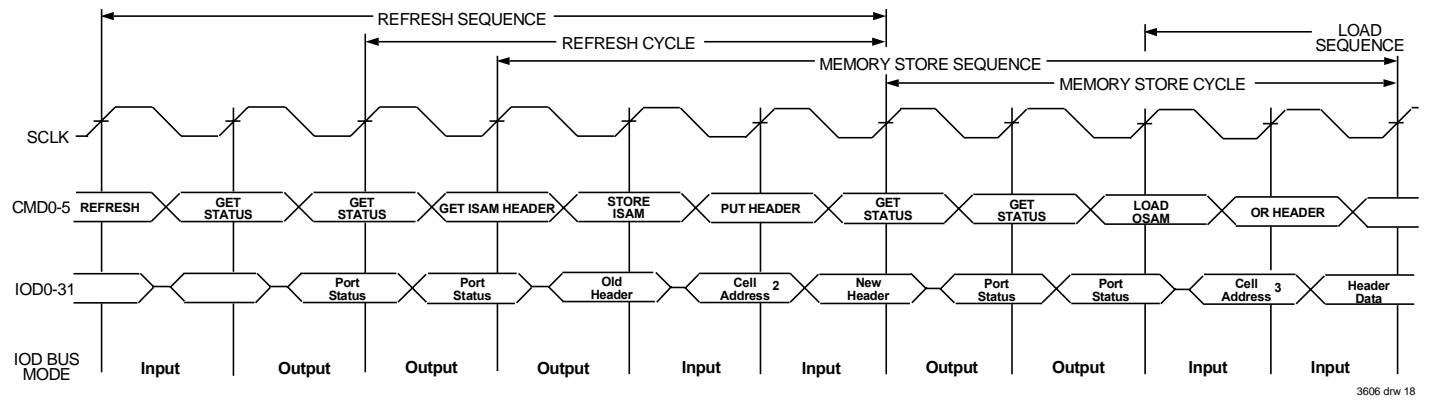 REFRESH SEQUENCE
REFRESH CYCLE
LOAD
SEQUENCE
MEMORY STORE SEQUENCE
MEMORY STORE CYCLE
SCLK
CMD0-5
REFRESH
GET
STATUS
GET
STATUS
GET ISAM HEADER
STORE
ISAM
PUT HEADER
GET
STATUS
GET
STATUS
LOAD
OSAM
OR HEADER
IOD0-31
Port
Status
Port
Status
Old
Header
Cell
Address 2
New
Header
Port
Status
Port
Status
Cell
Address 3
Header
Data
IOD BUS
MODE
Input
Output
Output
Output
Input
Input
Output
Output
Input
Input
3606 drw 18